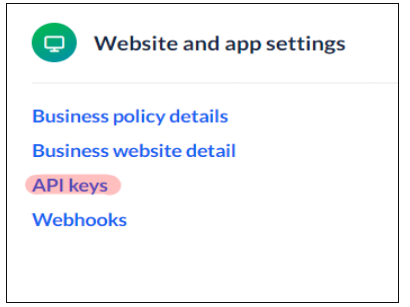 Website and app settings
Business policy details
Business website detail
API keys
Webhooks